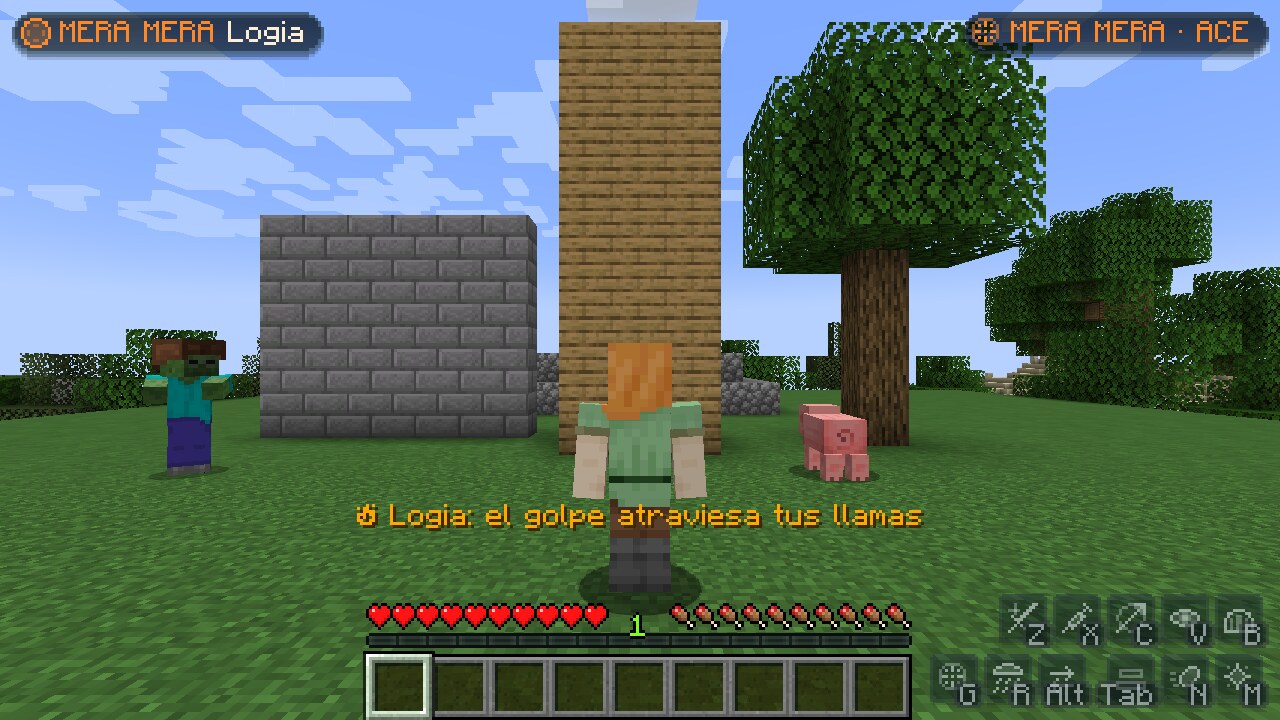 MERA MERA Logia
MERA MERA · ACE
Logia: el golpe atraviesa tus llamas
1
Z X C V B
G R Alt Tab N M